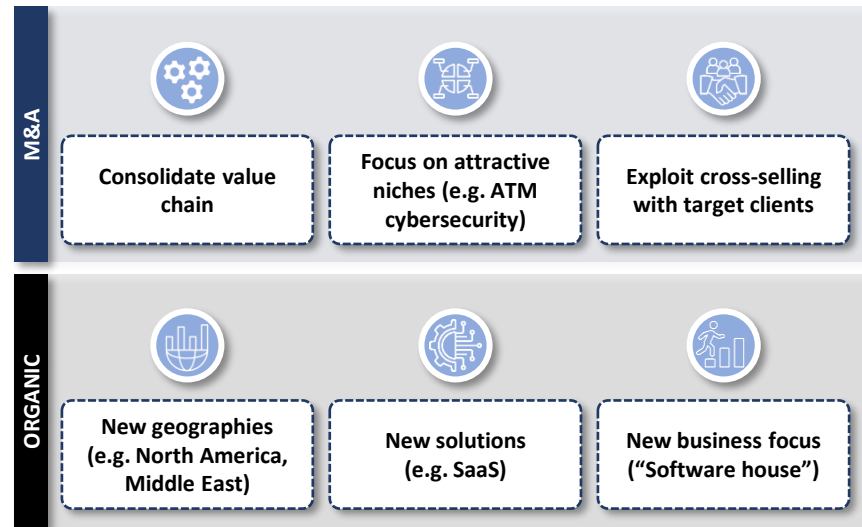 M&A
Consolidate value
chain
Focus on attractive
niches (e.g. ATM
cybersecurity)
Exploit cross-selling
with target clients
ORGANIC
New geographies
(e.g. North America,
Middle East)
New solutions
(e.g. SaaS)
New business focus
(“Software house”)